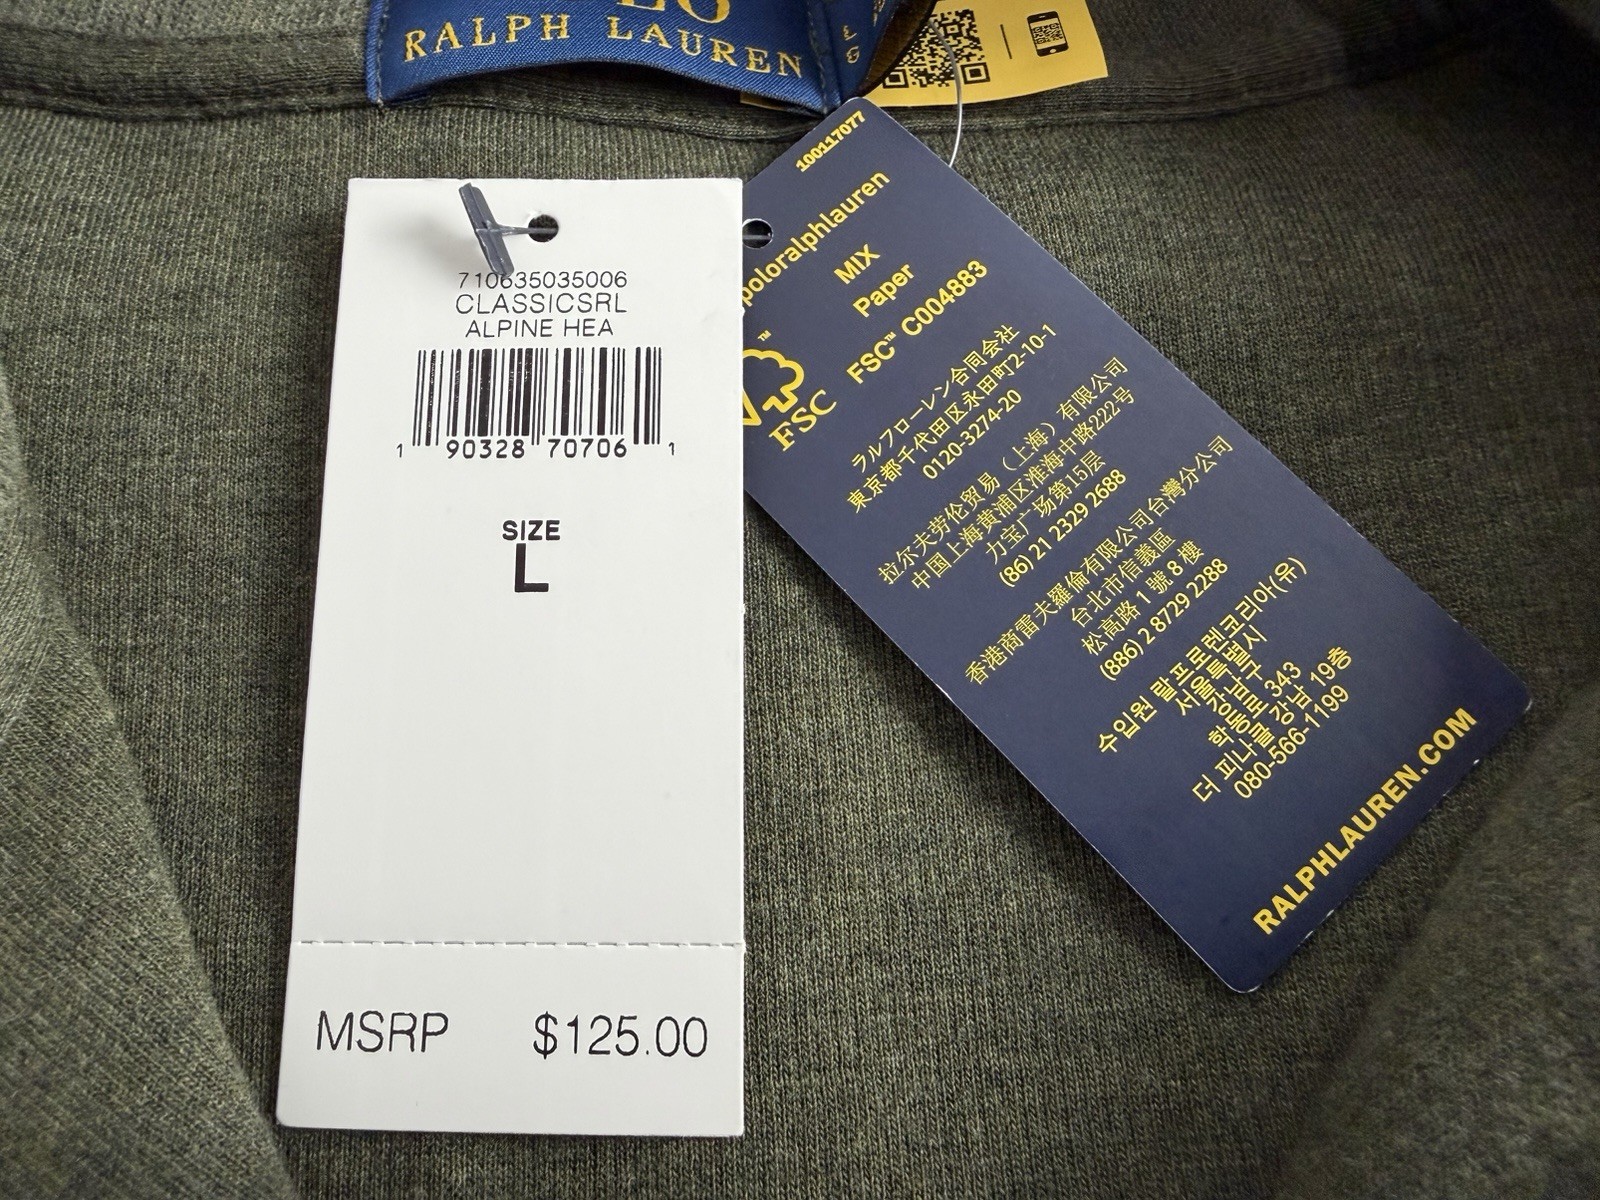 RALPH LAUREN
710635035006
CLASSICSRL
ALPINE HEA
1 90328 70706 1
SIZE
L
MSRP $125.00
100117077
poloralphlauren
MIX
Paper
FSC™ C004883
FSC
ラルフローレン合同会社
東京都千代田区永田町2-10-1
0120-3274-20
拉尔夫劳伦贸易（上海）有限公司
中国上海黄浦区淮海中路222号
力宝广场第15层
(86) 21 2329 2688
香港商雷夫羅倫有限公司台灣分公司
台北市信義區
松高路 1 號 8 樓
(886) 2 8729 2288
수입원 랄프로렌코리아(유)
서울특별시
강남구
학동로 343
더 피나클 강남 19층
080-566-1199
RALPHLAUREN.COM